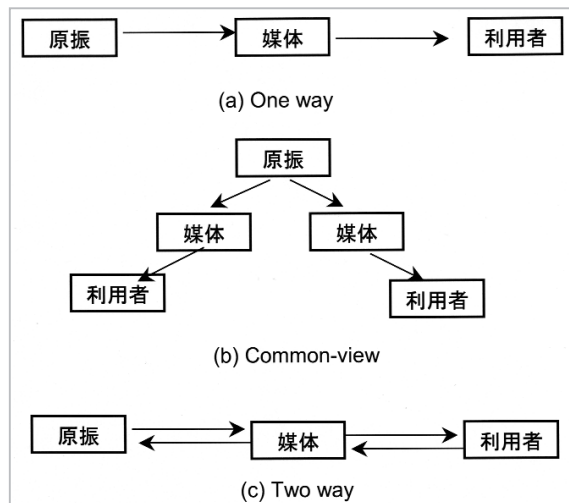 原振 媒体 利用者
(a) One way
原振
媒体 媒体
利用者 利用者
(b) Common-view
原振 媒体 利用者
(c) Two way